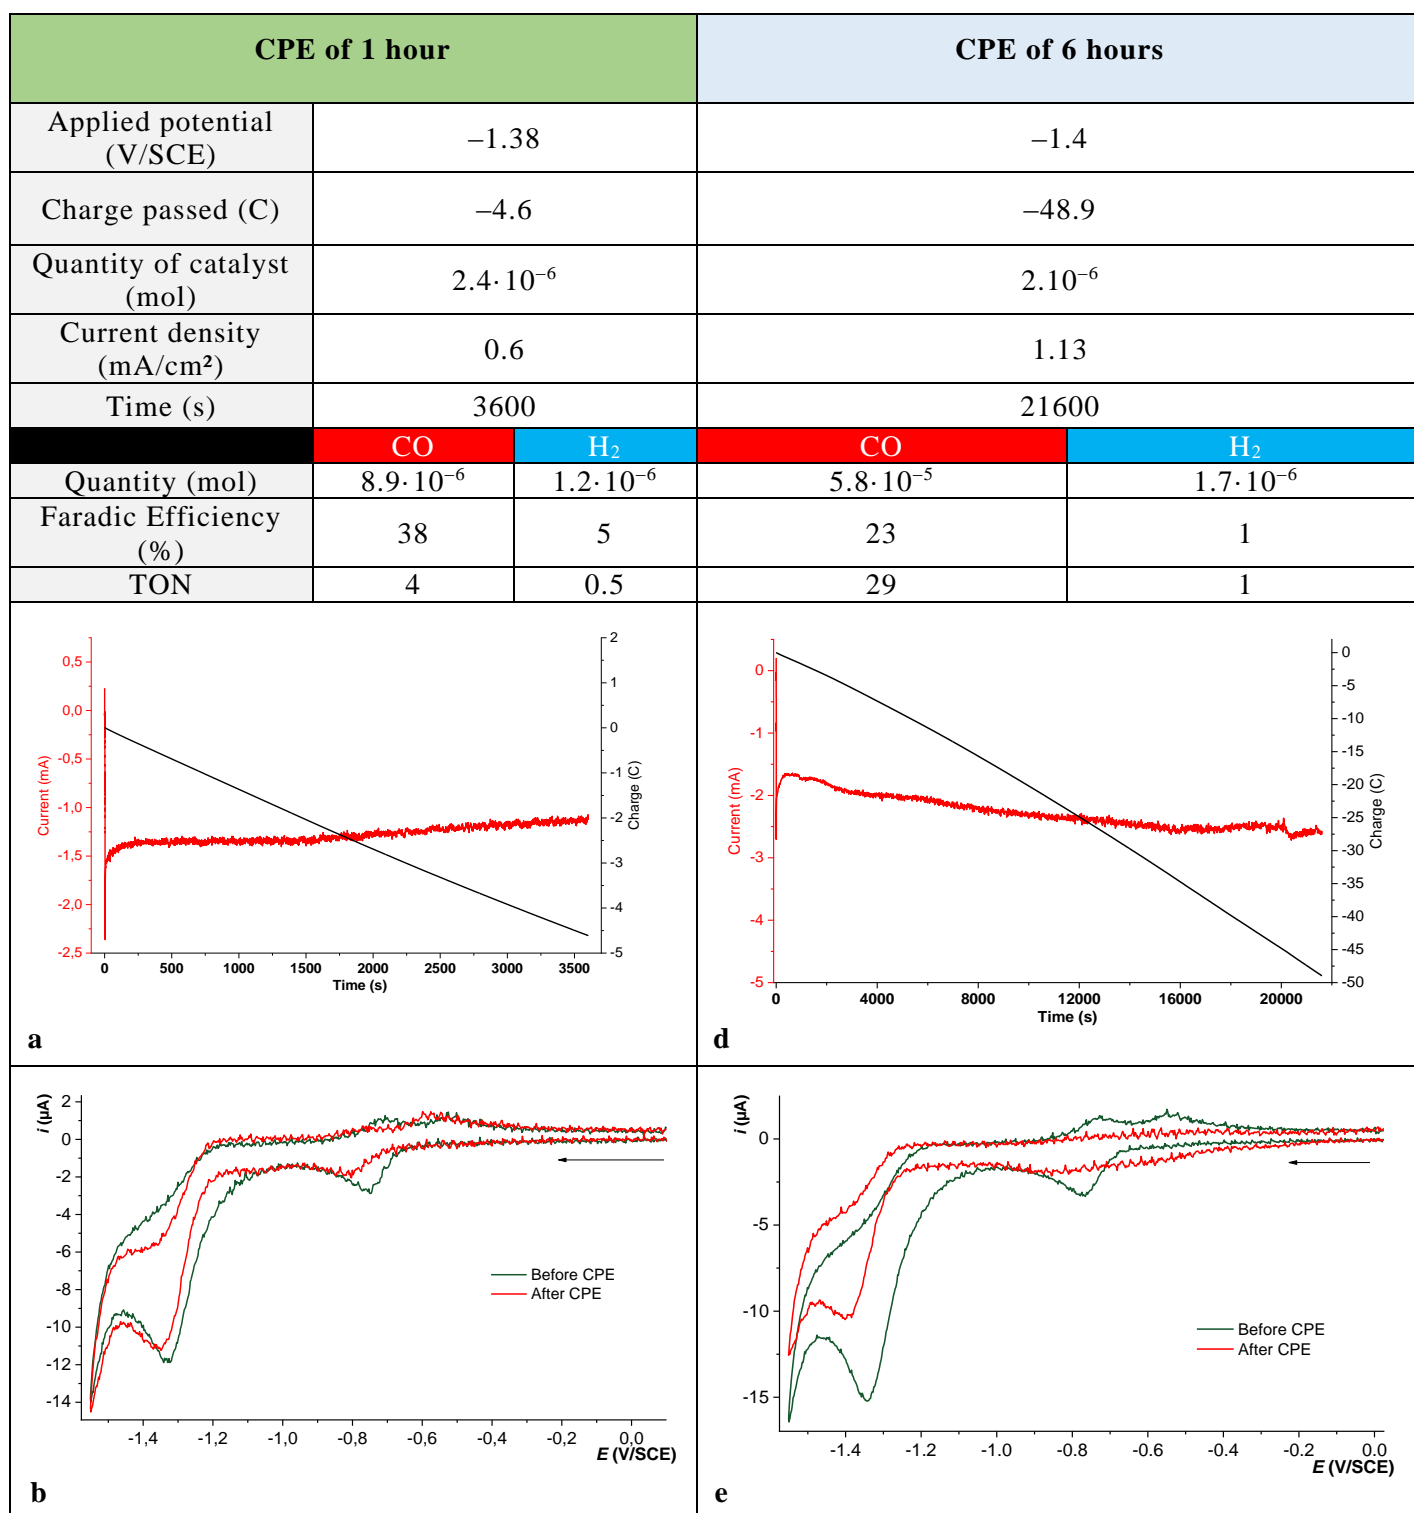 CPE of 1 hour CPE of 6 hours
Applied potential (V/SCE) –1.38 –1.4
Charge passed (C) –4.6 –48.9
Quantity of catalyst (mol) 2.4·10⁻⁶ 2.10⁻⁶
Current density (mA/cm²) 0.6 1.13
Time (s) 3600 21600
CO H₂ CO H₂
Quantity (mol) 8.9·10⁻⁶ 1.2·10⁻⁶ 5.8·10⁻⁵ 1.7·10⁻⁶
Faradic Efficiency (%) 38 5 23 1
TON 4 0.5 29 1
0,5
0,0
-0,5
-1,0
-1,5
-2,0
-2,5
Current (mA)
2
1
0
-1
-2
-3
-4
-5
Charge (C)
0 500 1000 1500 2000 2500 3000 3500
Time (s)
a
0
-1
-2
-3
-4
-5
Current (mA)
0
-5
-10
-15
-20
-25
-30
-35
-40
-45
-50
Charge (C)
0 4000 8000 12000 16000 20000
Time (s)
d
i (µA)
2
0
-2
-4
-6
-8
-10
-12
-14
Before CPE
After CPE
-1,4 -1,2 -1,0 -0,8 -0,6 -0,4 -0,2 0,0
E (V/SCE)
b
i (µA)
0
-5
-10
-15
Before CPE
After CPE
-1.4 -1.2 -1.0 -0.8 -0.6 -0.4 -0.2 0.0
E (V/SCE)
e